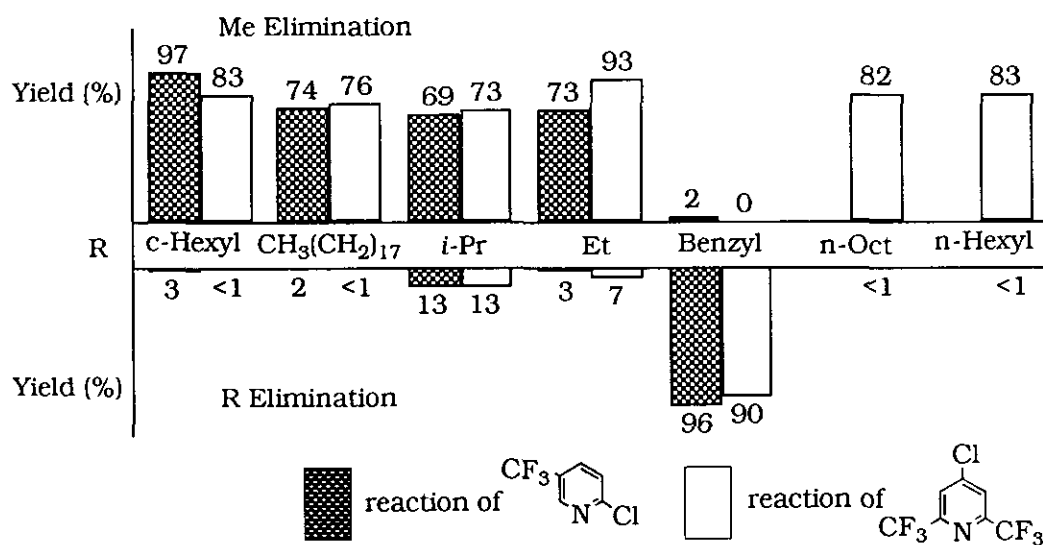 Me Elimination
97 83 74 76 69 73 73 93 2 0 82 83
Yield (%)
R c-Hexyl CH₃(CH₂)₁₇ i-Pr Et Benzyl n-Oct n-Hexyl
3 <1 2 <1 13 13 3 7 96 90 <1 <1
Yield (%)
R Elimination
reaction of CF₃ N Cl
reaction of Cl CF₃ N CF₃